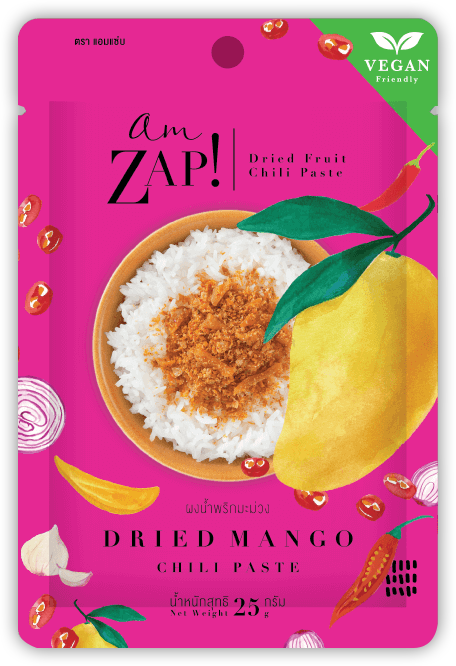 ตรา แอมแซ่บ
VEGAN
Friendly
am
ZAP!
Dried Fruit
Chili Paste
ผงน้ำพริกมะม่วง
DRIED MANGO
CHILI PASTE
น้ำหนักสุทธิ 25 กรัม
Net Weight g